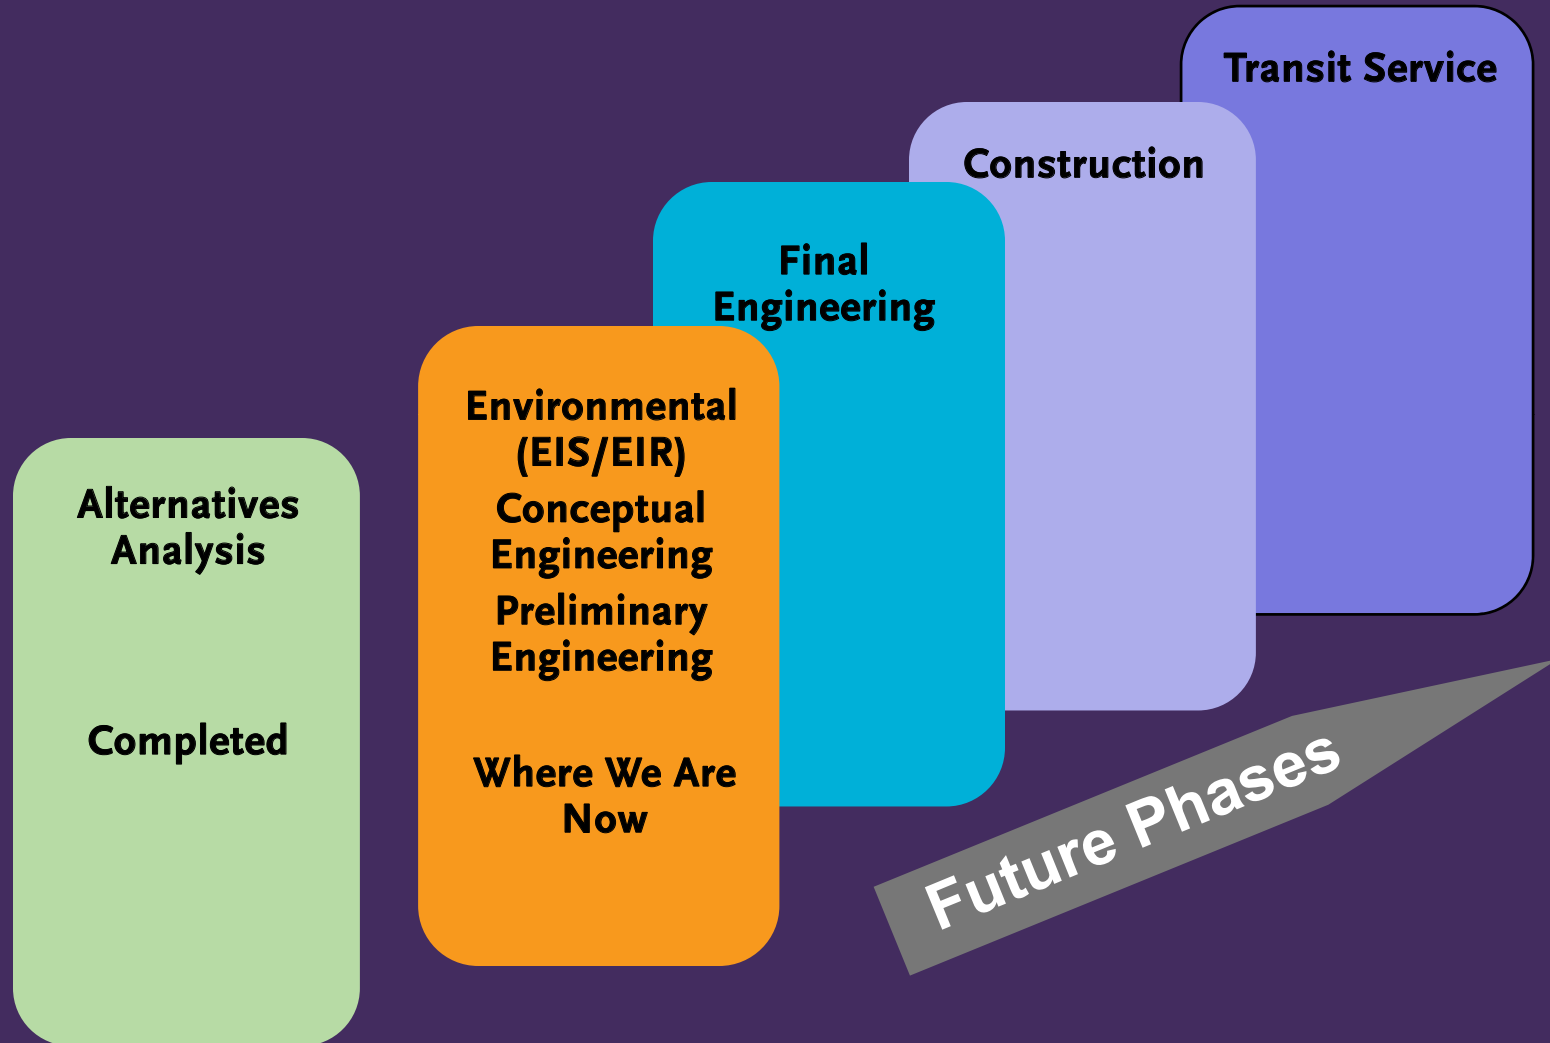 Alternatives
Analysis
Completed
Environmental
(EIS/EIR)
Conceptual
Engineering
Preliminary
Engineering
Where We Are
Now
Final
Engineering
Construction
Transit Service
Future Phases